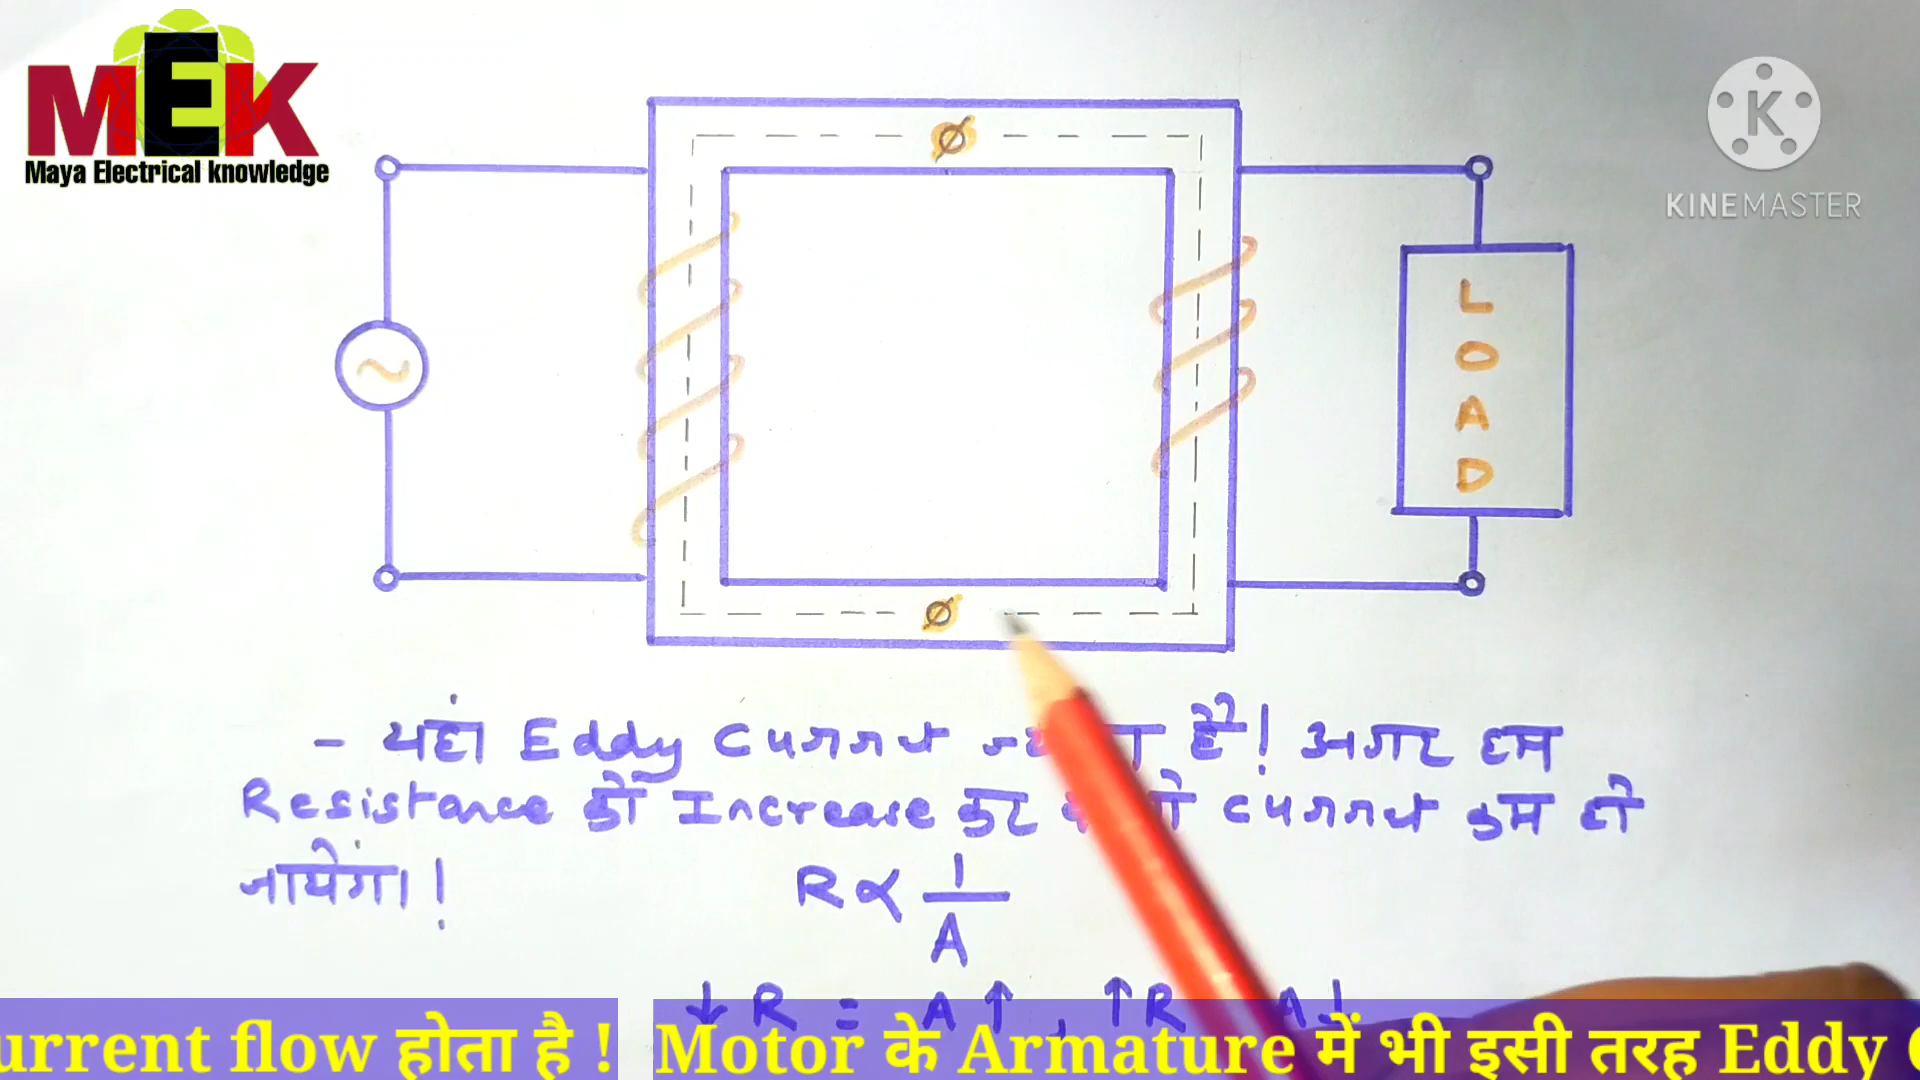 MEK
Maya Electrical knowledge
K
KINEMASTER
Φ
~
L
O
A
D
Φ
- यहां Eddy Current है! अगर हम
Resistance को Increase कर Current कम हो
जायेंगा!
R ∝ 1/A
↓ R = A ↑ , ↑ R A ↓
urrent flow होता है ! Motor के Armature में भी इसी तरह Eddy